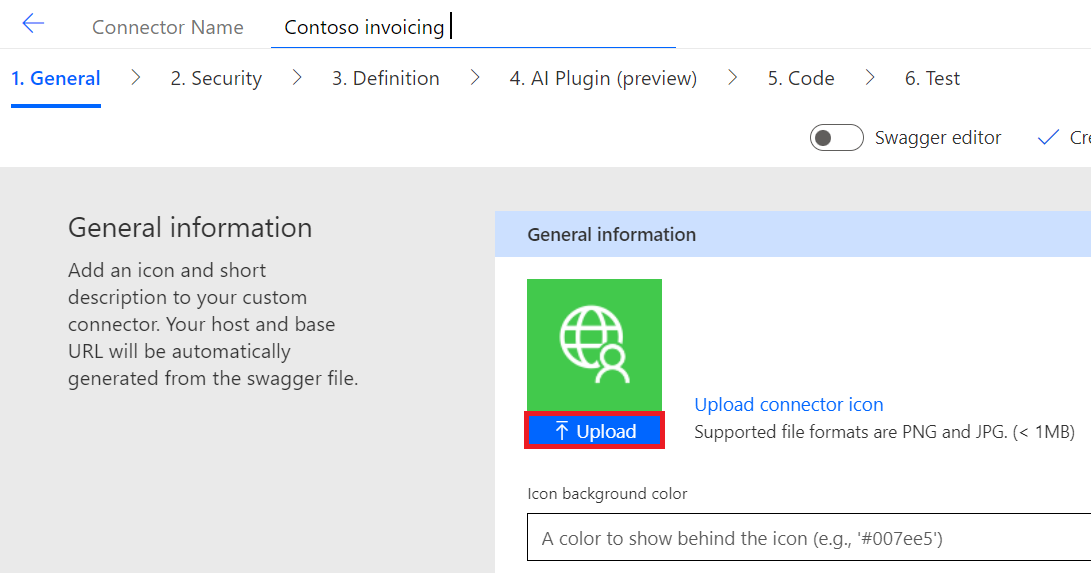 Connector Name Contoso invoicing
1. General 2. Security 3. Definition 4. AI Plugin (preview) 5. Code 6. Test
Swagger editor
General information
Add an icon and short
description to your custom
connector. Your host and base
URL will be automatically
generated from the swagger file.
General information
Upload
Upload connector icon
Supported file formats are PNG and JPG. (< 1MB)
Icon background color
A color to show behind the icon (e.g., '#007ee5')